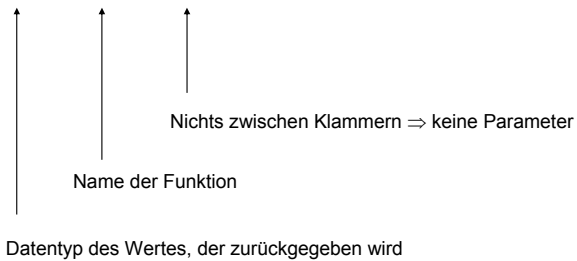 Nichts zwischen Klammern ⇒ keine Parameter
Name der Funktion
Datentyp des Wertes, der zurückgegeben wird